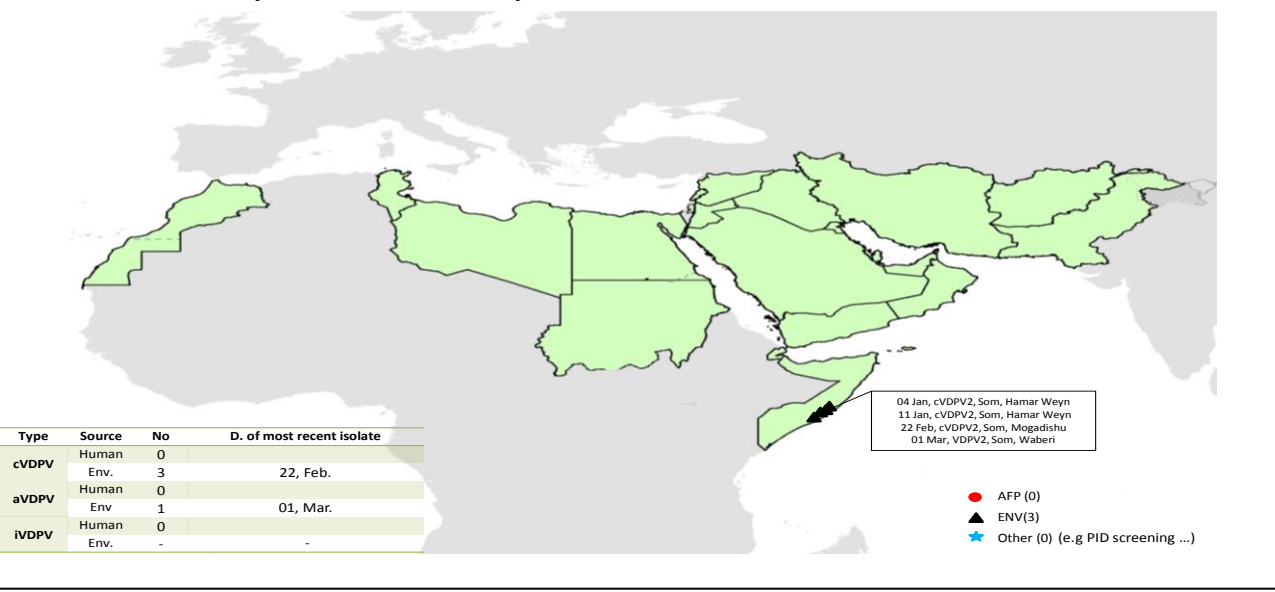 04 Jan, cVDPV2, Som, Hamar Weyn
11 Jan, cVDPV2, Som, Hamar Weyn
22 Feb, cVDPV2, Som, Mogadishu
01 Mar, VDPV2, Som, Waberi
Type Source No D. of most recent isolate
cVDPV Human 0
Env. 3 22, Feb.
aVDPV Human 0
Env 1 01, Mar.
iVDPV Human 0
Env. - -
AFP (0)
ENV(3)
Other (0) (e.g PID screening ...)